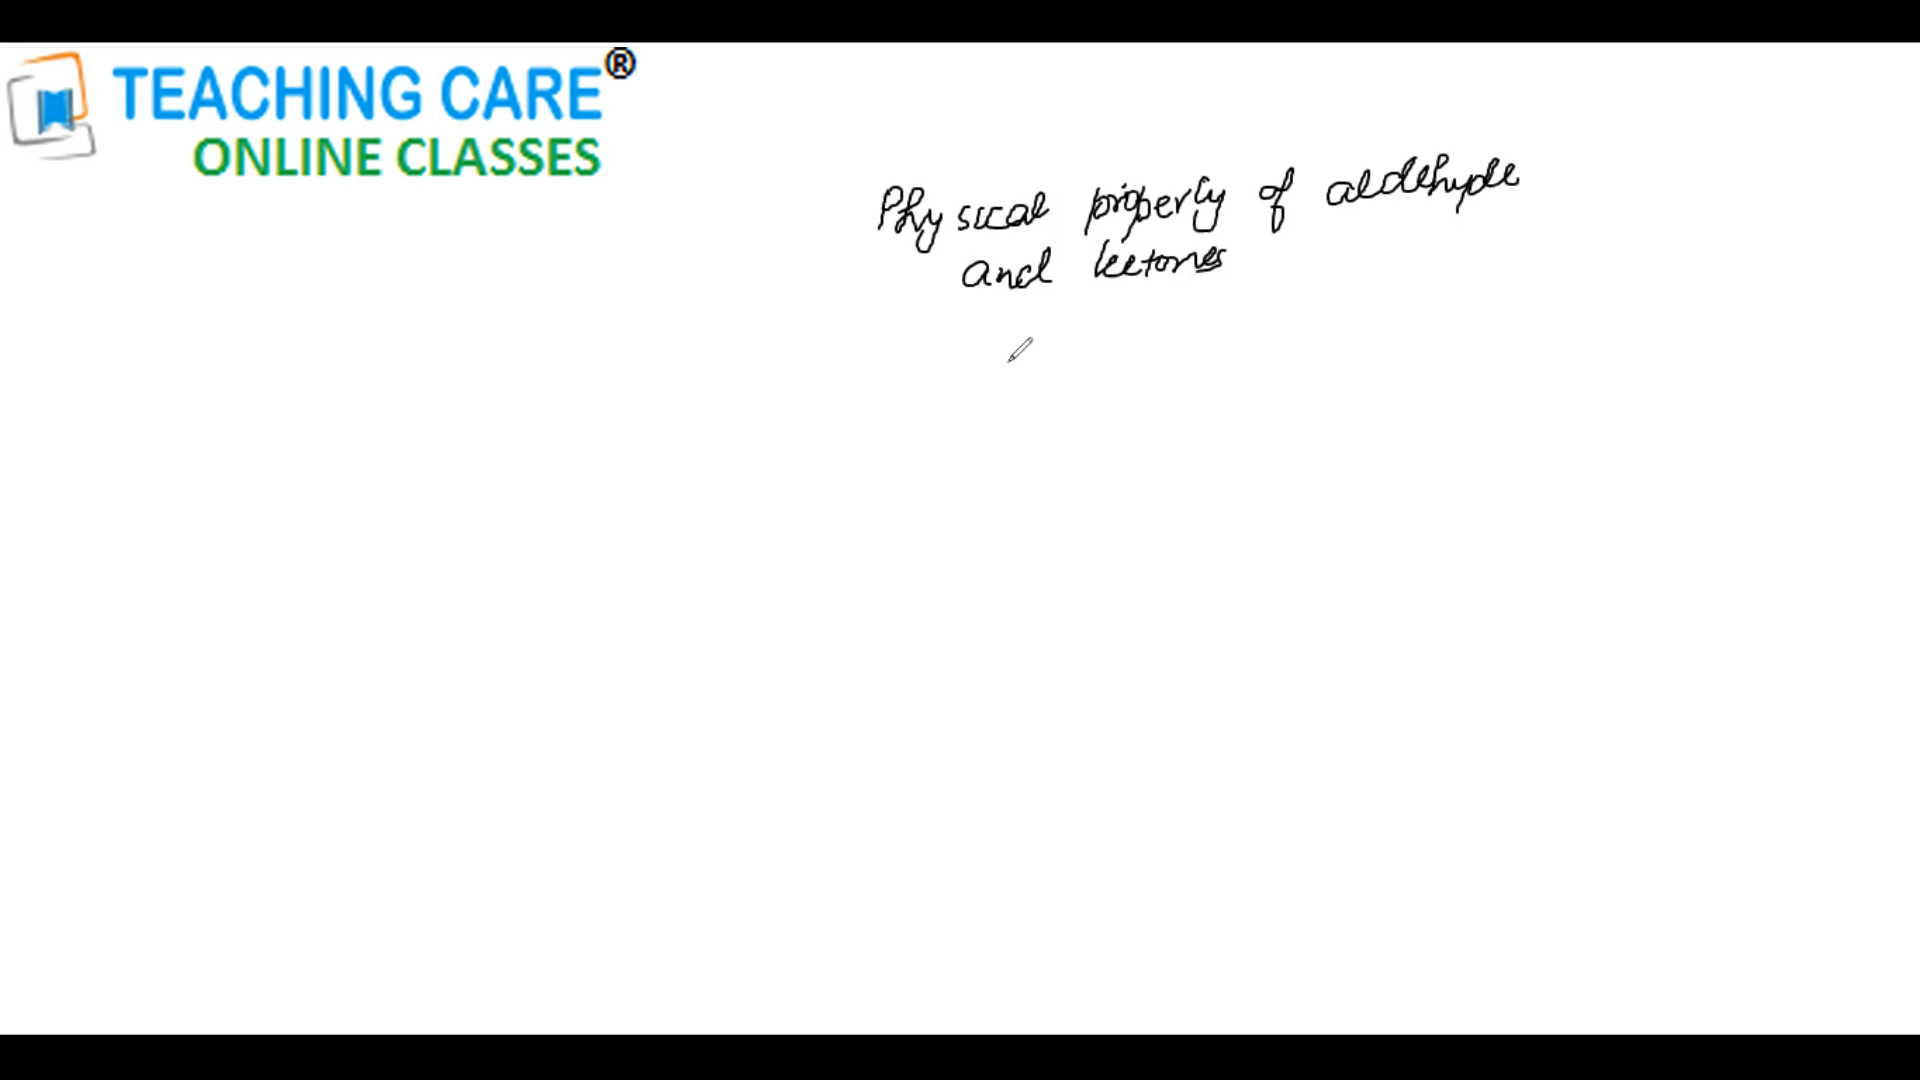 TEACHING CARE®
ONLINE CLASSES
Physical property of aldehyde
and ketones